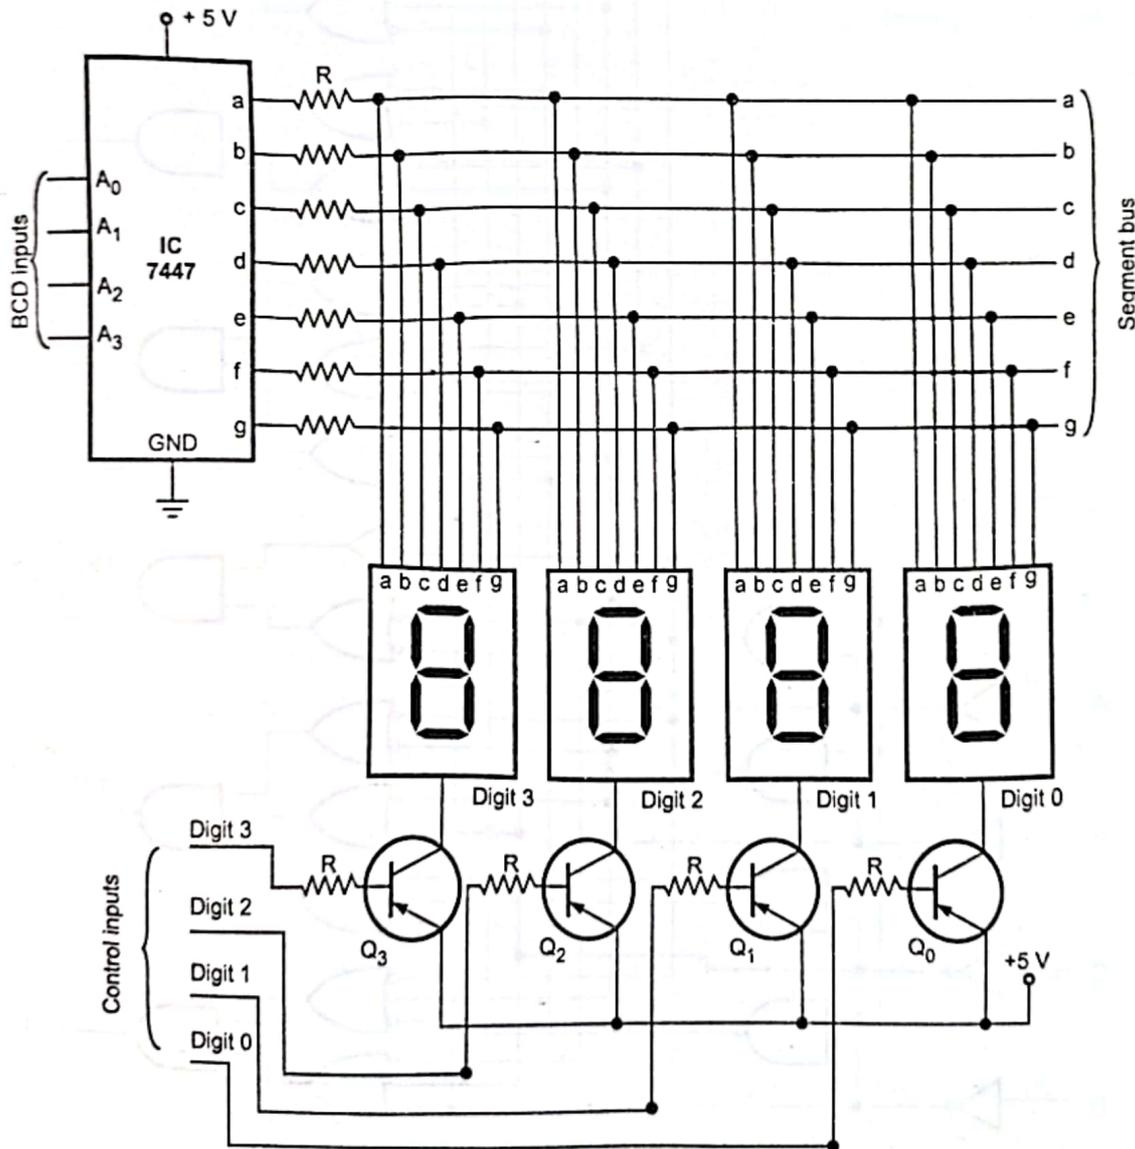 + 5 V
R
a
a
b
b
A0
c
c
A1
BCD inputs
IC
7447
d
d
Segment bus
A2
e
e
A3
f
f
g
g
GND
a b c d e f g
a b c d e f g
a b c d e f g
a b c d e f g
Digit 3
Digit 2
Digit 1
Digit 0
Control inputs
Digit 3
R
R
R
R
Digit 2
Q3
Q2
Q1
Q0
+5 V
Digit 1
Digit 0